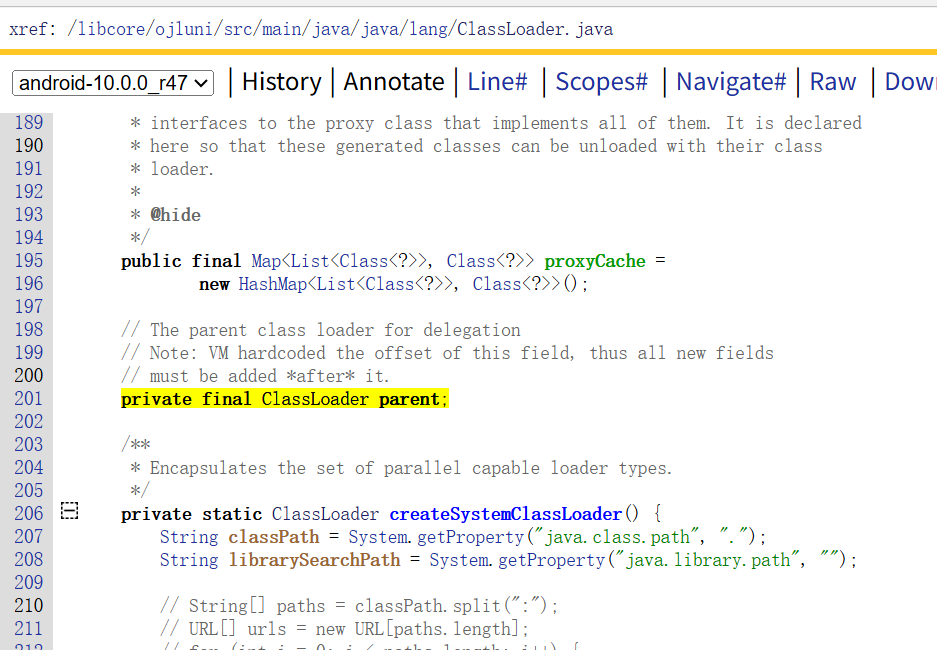 xref: /libcore/ojluni/src/main/java/java/lang/ClassLoader.java
android-10.0.0_r47 | History | Annotate | Line# | Scopes# | Navigate# | Raw | Down
189 * interfaces to the proxy class that implements all of them. It is declared
190 * here so that these generated classes can be unloaded with their class
191 * loader.
192 *
193 * @hide
194 */
195 public final Map<List<Class<?>>, Class<?>> proxyCache =
196 new HashMap<List<Class<?>>, Class<?>>();
197
198 // The parent class loader for delegation
199 // Note: VM hardcoded the offset of this field, thus all new fields
200 // must be added *after* it.
201 private final ClassLoader parent;
202
203 /**
204 * Encapsulates the set of parallel capable loader types.
205 */
206 private static ClassLoader createSystemClassLoader() {
207 String classPath = System.getProperty("java.class.path", ".");
208 String librarySearchPath = System.getProperty("java.library.path", "");
209
210 // String[] paths = classPath.split(":");
211 // URL[] urls = new URL[paths.length];
212 // for (int i = 0; i < paths.length; i++) {